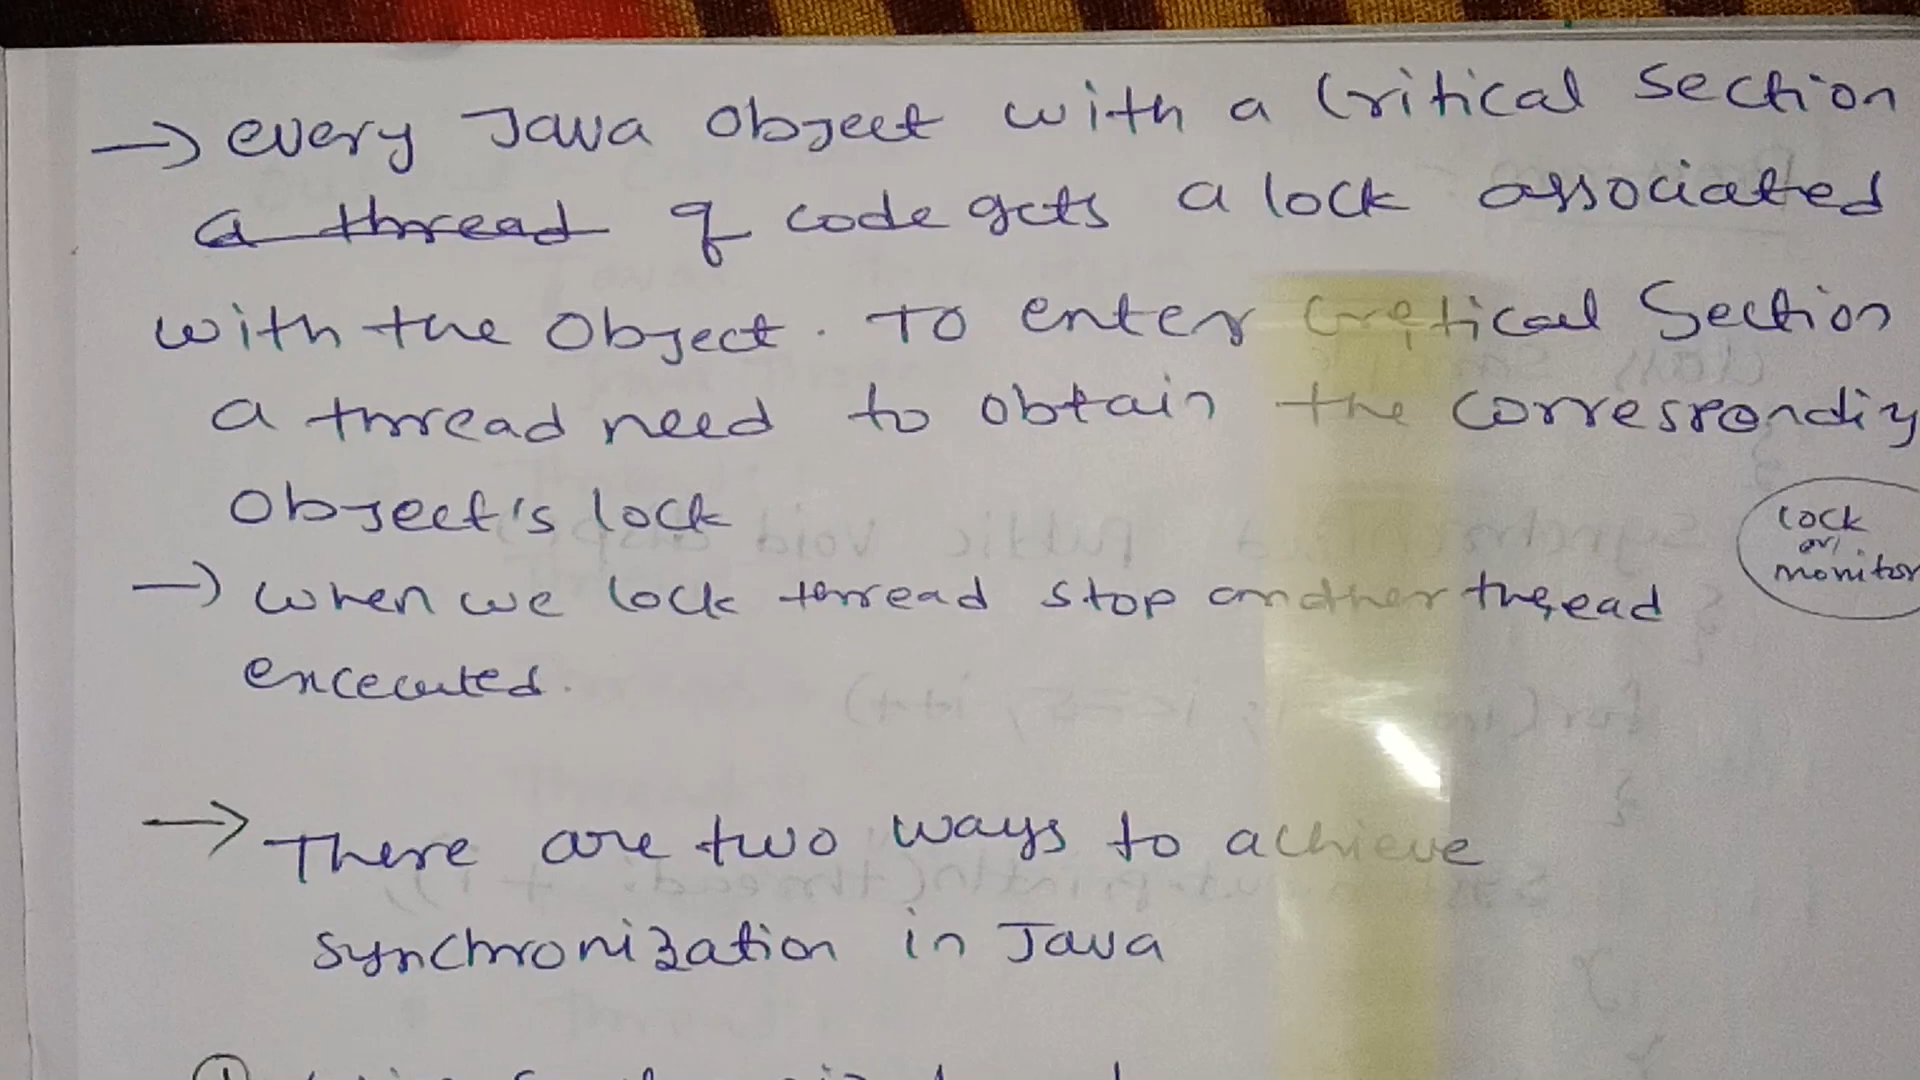 → every Java Object with a Critical Section
a thread of code gets a lock associated
with the Object. To enter Critical Section
a thread need to obtain the corresponding
Object's lock
lock
or
monitor
→ when we lock thread stop another thread
excecuted.
→ There are two ways to achieve
synchronization in Java